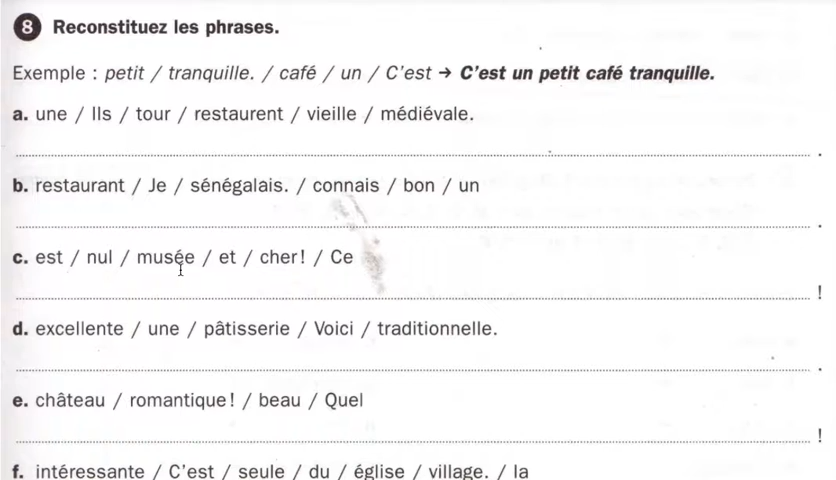 8 Reconstituez les phrases.
Exemple : petit / tranquille. / café / un / C'est → C'est un petit café tranquille.
a. une / Ils / tour / restaurent / vieille / médiévale.
b. restaurant / Je / sénégalais. / connais / bon / un
c. est / nul / musée / et / cher! / Ce
!
d. excellente / une / pâtisserie / Voici / traditionnelle.
e. château / romantique! / beau / Quel
!
f. intéressante / C'est / seule / du / église / village. / la